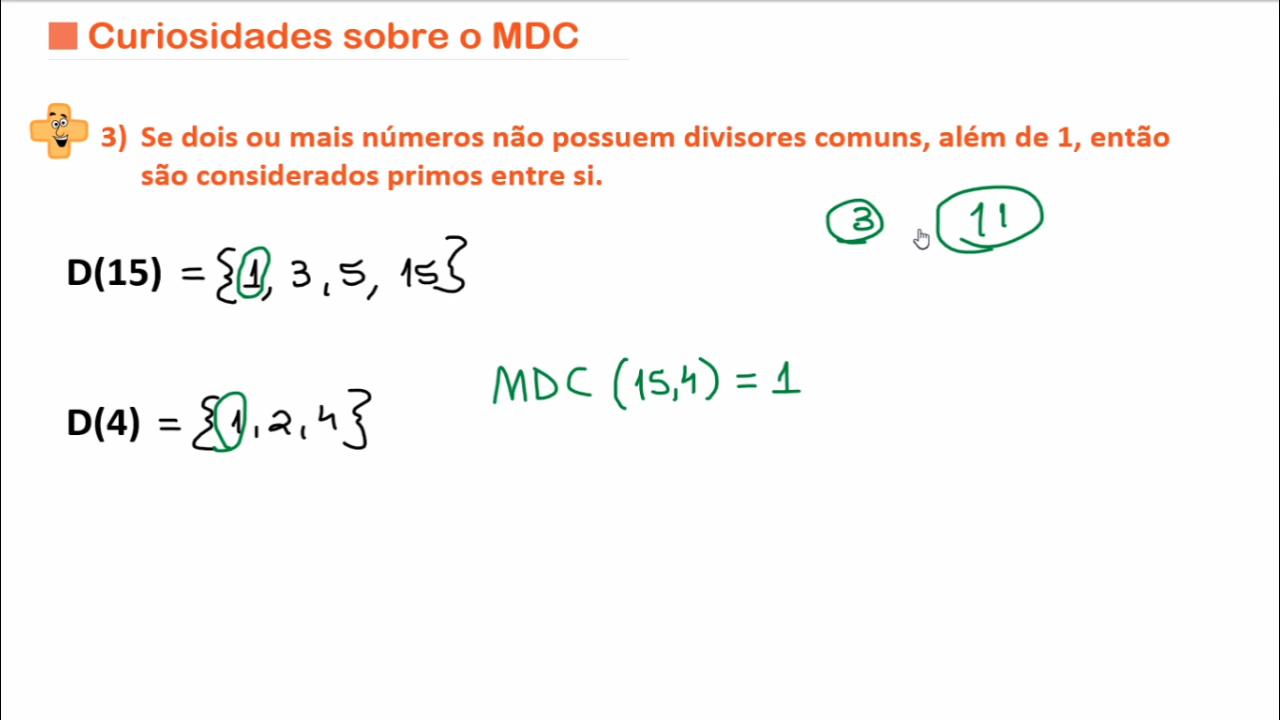 Curiosidades sobre o MDC
3) Se dois ou mais números não possuem divisores comuns, além de 1, então
são considerados primos entre si.
3 11
D(15) = {1, 3, 5, 15}
MDC (15,4) = 1
D(4) = {1, 2, 4}